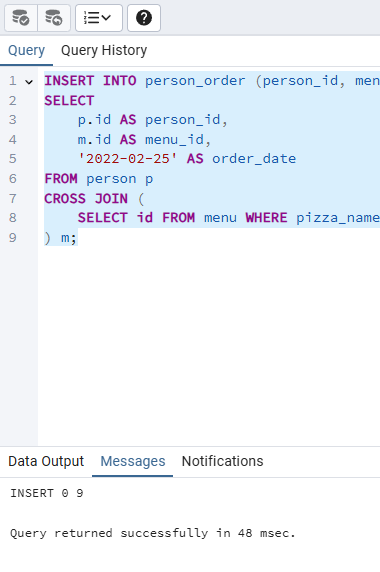 Query Query History
1 INSERT INTO person_order (person_id, men
2 SELECT
3 p.id AS person_id,
4 m.id AS menu_id,
5 '2022-02-25' AS order_date
6 FROM person p
7 CROSS JOIN (
8 SELECT id FROM menu WHERE pizza_name
9 ) m;
Data Output Messages Notifications
INSERT 0 9
Query returned successfully in 48 msec.